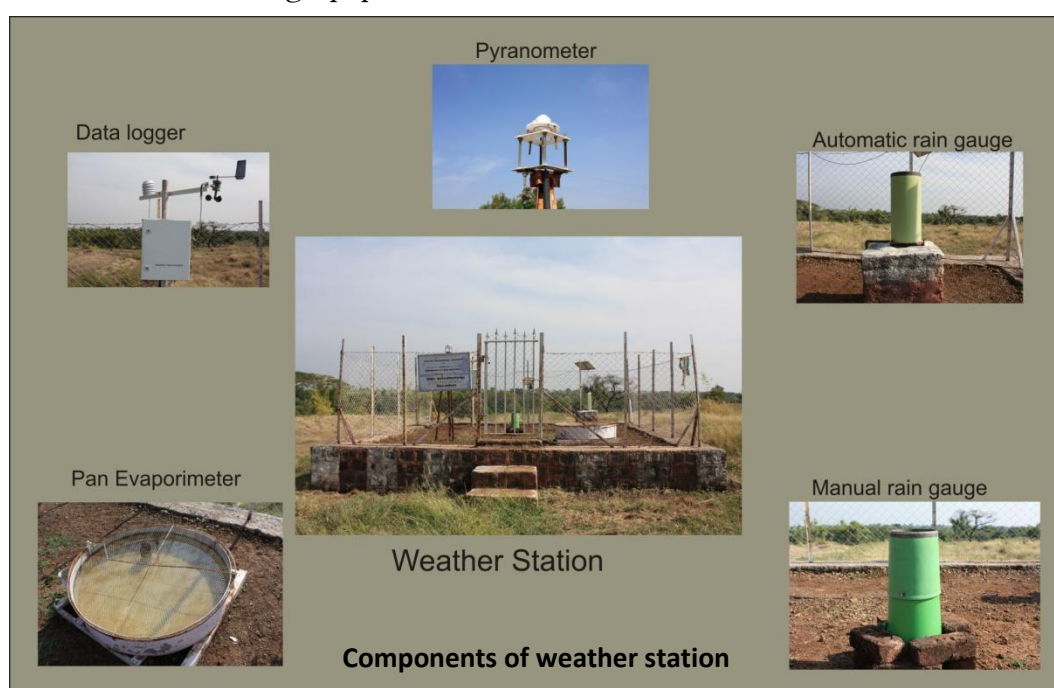 Pyranometer
Data logger
Automatic rain gauge
Pan Evaporimeter
Manual rain gauge
Weather Station
Components of weather station